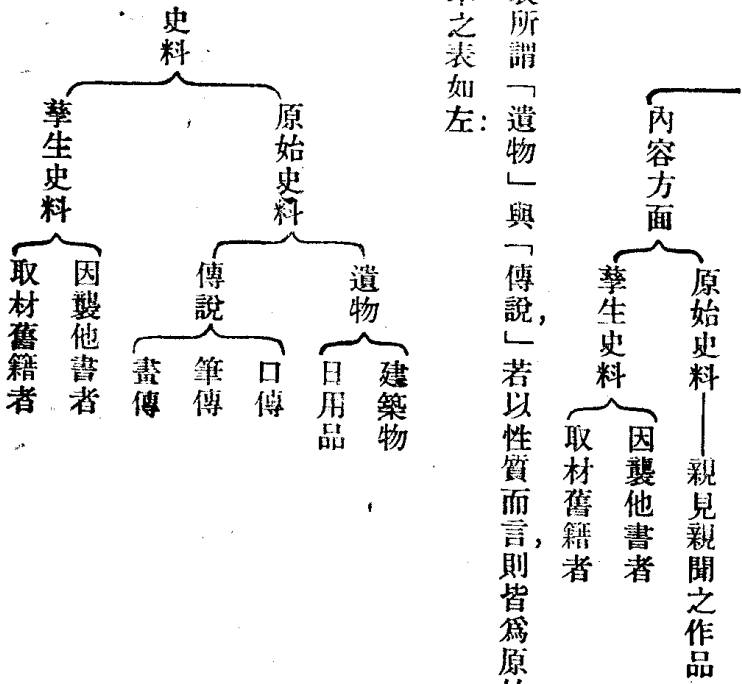 內容方面
原始史料——親見親聞之作品
孳生史料
因襲他書者
取材舊籍者
所謂「遺物」與「傳說，」若以性質而言，則皆爲原
之表如左：
史料
原始史料
遺物
建築物
日用品
傳說
口傳
筆傳
畫傳
孳生史料
因襲他書者
取材舊籍者